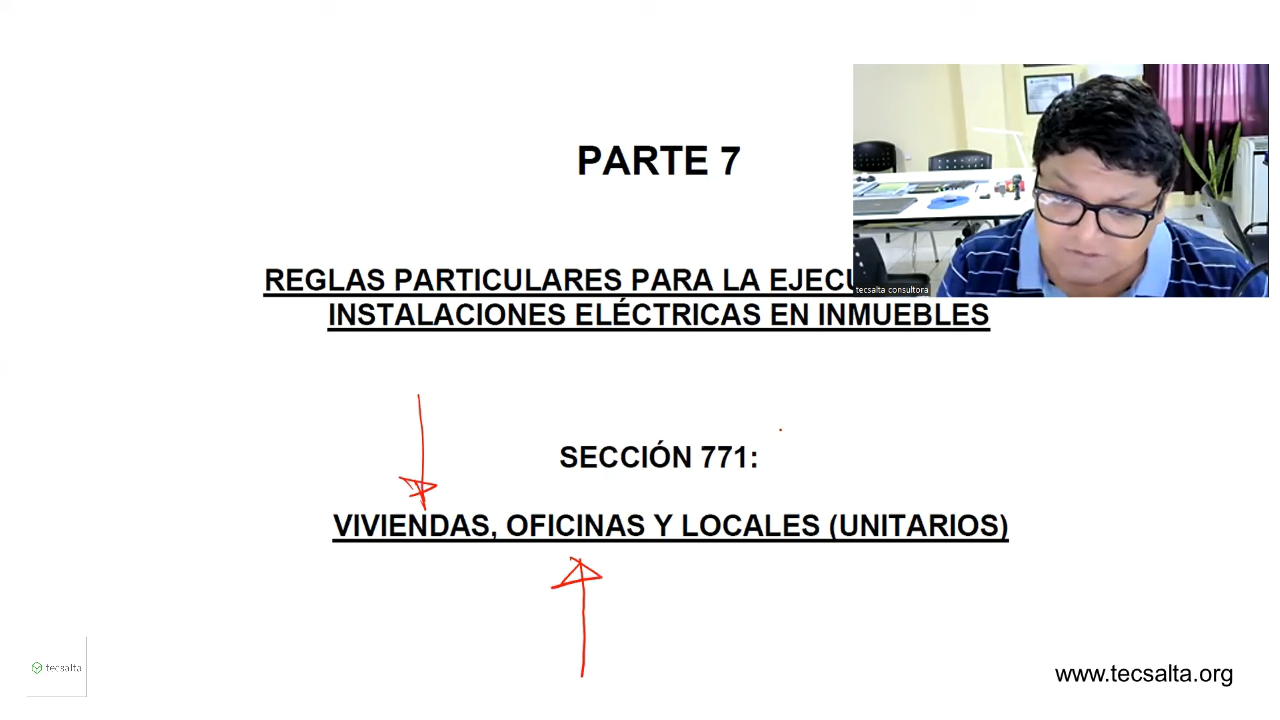 PARTE 7
REGLAS PARTICULARES PARA LA
INSTALACIONES ELÉCTRICAS EN INMUEBLES
SECCIÓN 771:
VIVIENDAS, OFICINAS Y LOCALES (UNITARIOS)
tecsalta consultora
tecsalta
www.tecsalta.org